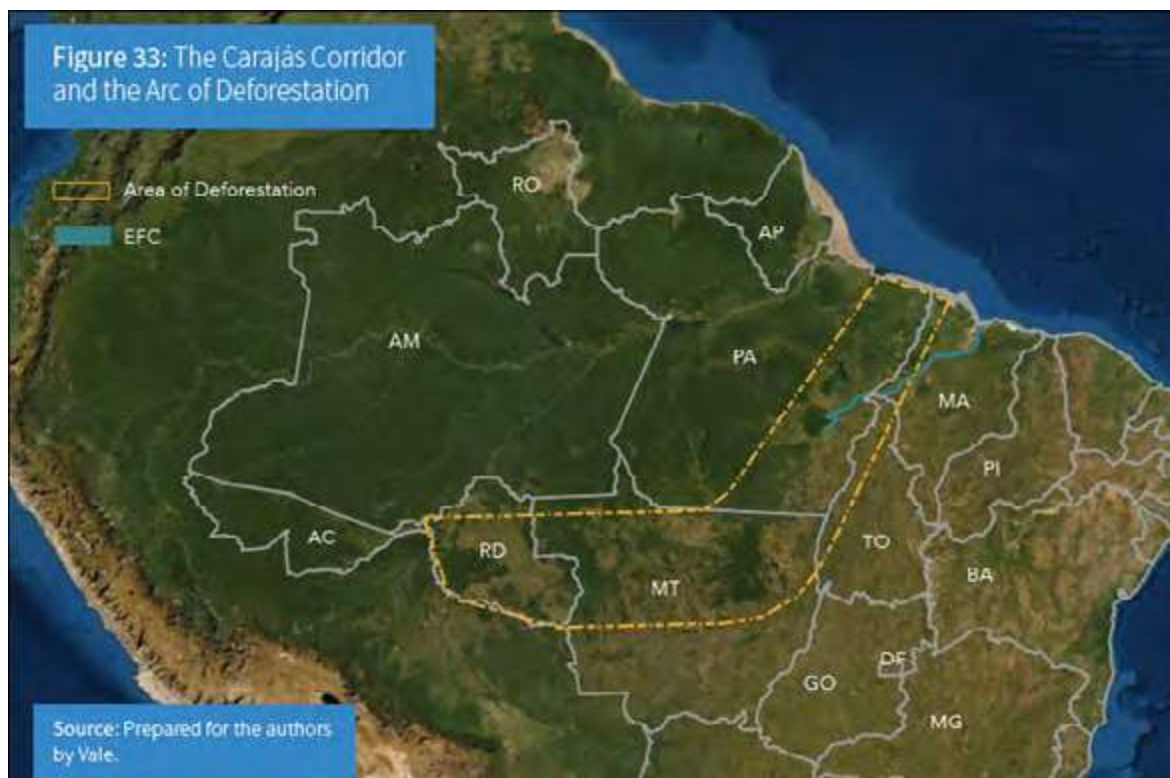 Figure 33: The Carajás Corridor
and the Arc of Deforestation
Area of Deforestation
EFC
RO
AP
AM
PA
MA
PI
AC
RD
MT
TO
BA
DF
GO
MG
Source: Prepared for the authors
by Vale.